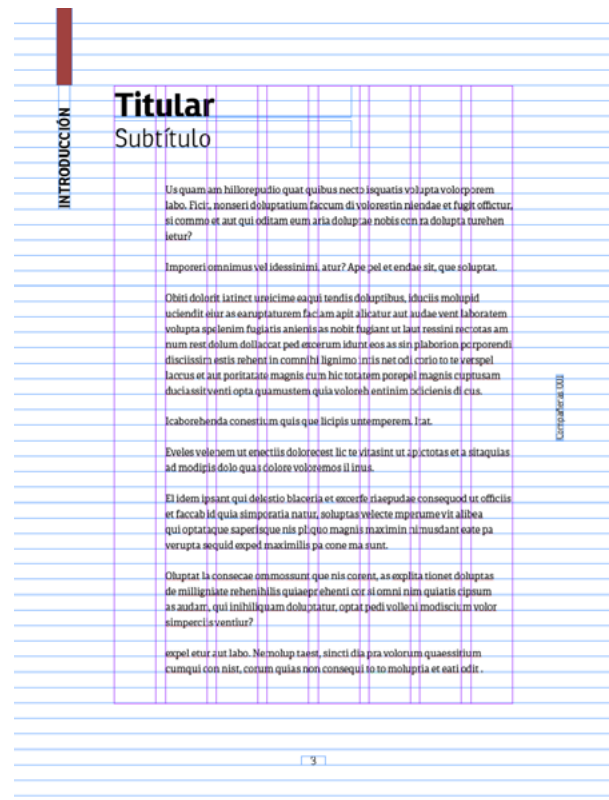 INTRODUCCIÓN
Titular
Subtítulo
Us quam am hillorepudio quat quibus necto isquatis volupta volorporem
labo. Ficit, nonseri doluptatium faccum di volorestin niendae et fugit offictur,
si commo et aut qui oditam eum aria doluptae nobis con ra dolupta turehen
ietur?
Imporeri omnimus vel idessinimi, atur? Ape pel et endae sit, que soluptat.
Obiti dolorit iatinct ureicime eaqui tendis doluptibus, iduciis molupid
uciendit eiur as earuptaturem faciam apit alicatur aut audae vent laboratem
volupta spelenim fugiatis anienis as nobit fugiant ut laut ressini rectotas am
num rest dolum dollaccat ped excerum idunt eos as sin plaborion porporendi
disciissim estis rehent in comnihi lignimo intis net odi corio to te verspel
laccus et aut poritatate magnis cum hic totatem porepel magnis cuptusam
duciassit venti opta quamustem quia voloreh entinim odicienis di cus.
Icaborehenda conestium quis que licipis untemperem. Itat.
Eveles velenem ut enectiis dolorecest lic te vitasint ut apictotas et a sitaquias
ad modipis dolo quas dolore voloremos il inus.
El idem ipsant qui delestio blaceria et excerfe riaepudae consequod ut officiis
et faccab id quia simporatia natur, soluptas velecte mperume vit alibea
qui optataque saperisque nis pliquo magnis maximin nimusdant eate pa
verupta sequid exped maximilis pa cone ma sunt.
Oluptat la consecae ommossunt que nis corent, as explita tionet doluptas
de milligniate rehenihilis quiaeprehenti cor si omni nim quiatis cipsum
as audam, qui inihiliquam doluptatur, optat pedi volleni modiscium volor
simperciis ventiur?
expel etur aut labo. Nemolup taest, sincti dia pra volorum quaessitium
cumqui con nist, corum quias non consequi to to moluptia et eati odit .
Compañeras 001
3